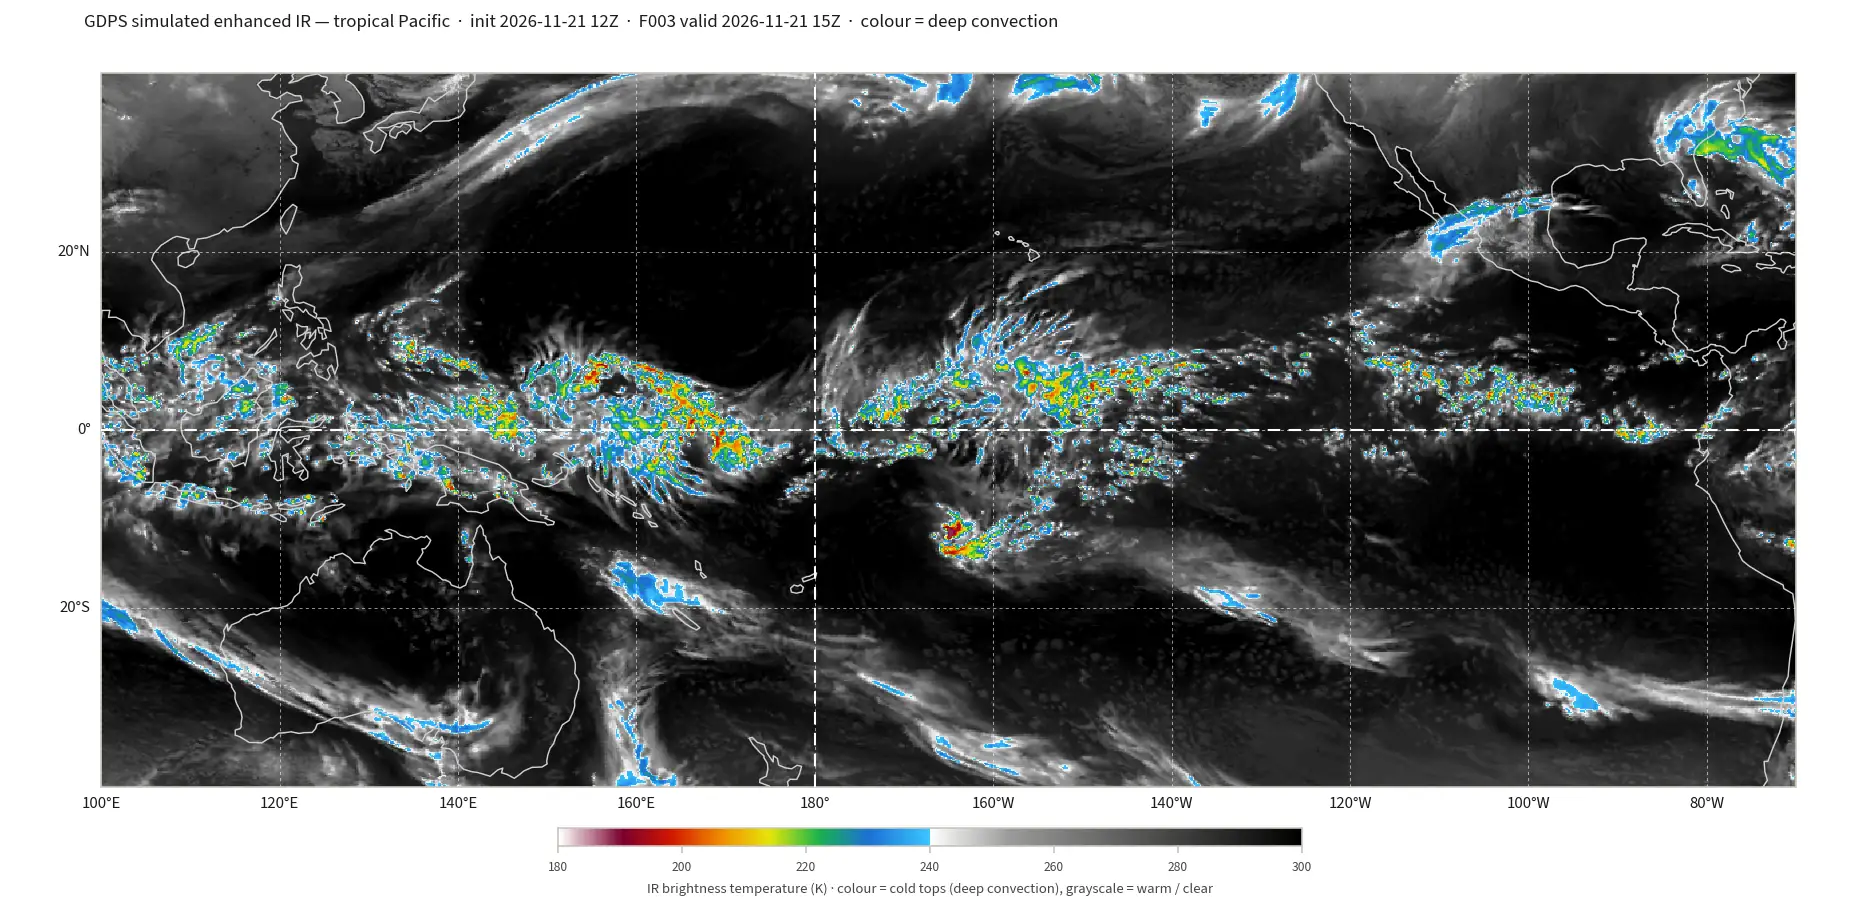 GDPS simulated enhanced IR — tropical Pacific · init 2026-11-21 12Z · F003 valid 2026-11-21 15Z · colour = deep convection
20°N
0°
20°S
100°E 120°E 140°E 160°E 180° 160°W 140°W 120°W 100°W 80°W
180 200 220 240 260 280 300
IR brightness temperature (K) · colour = cold tops (deep convection), grayscale = warm / clear